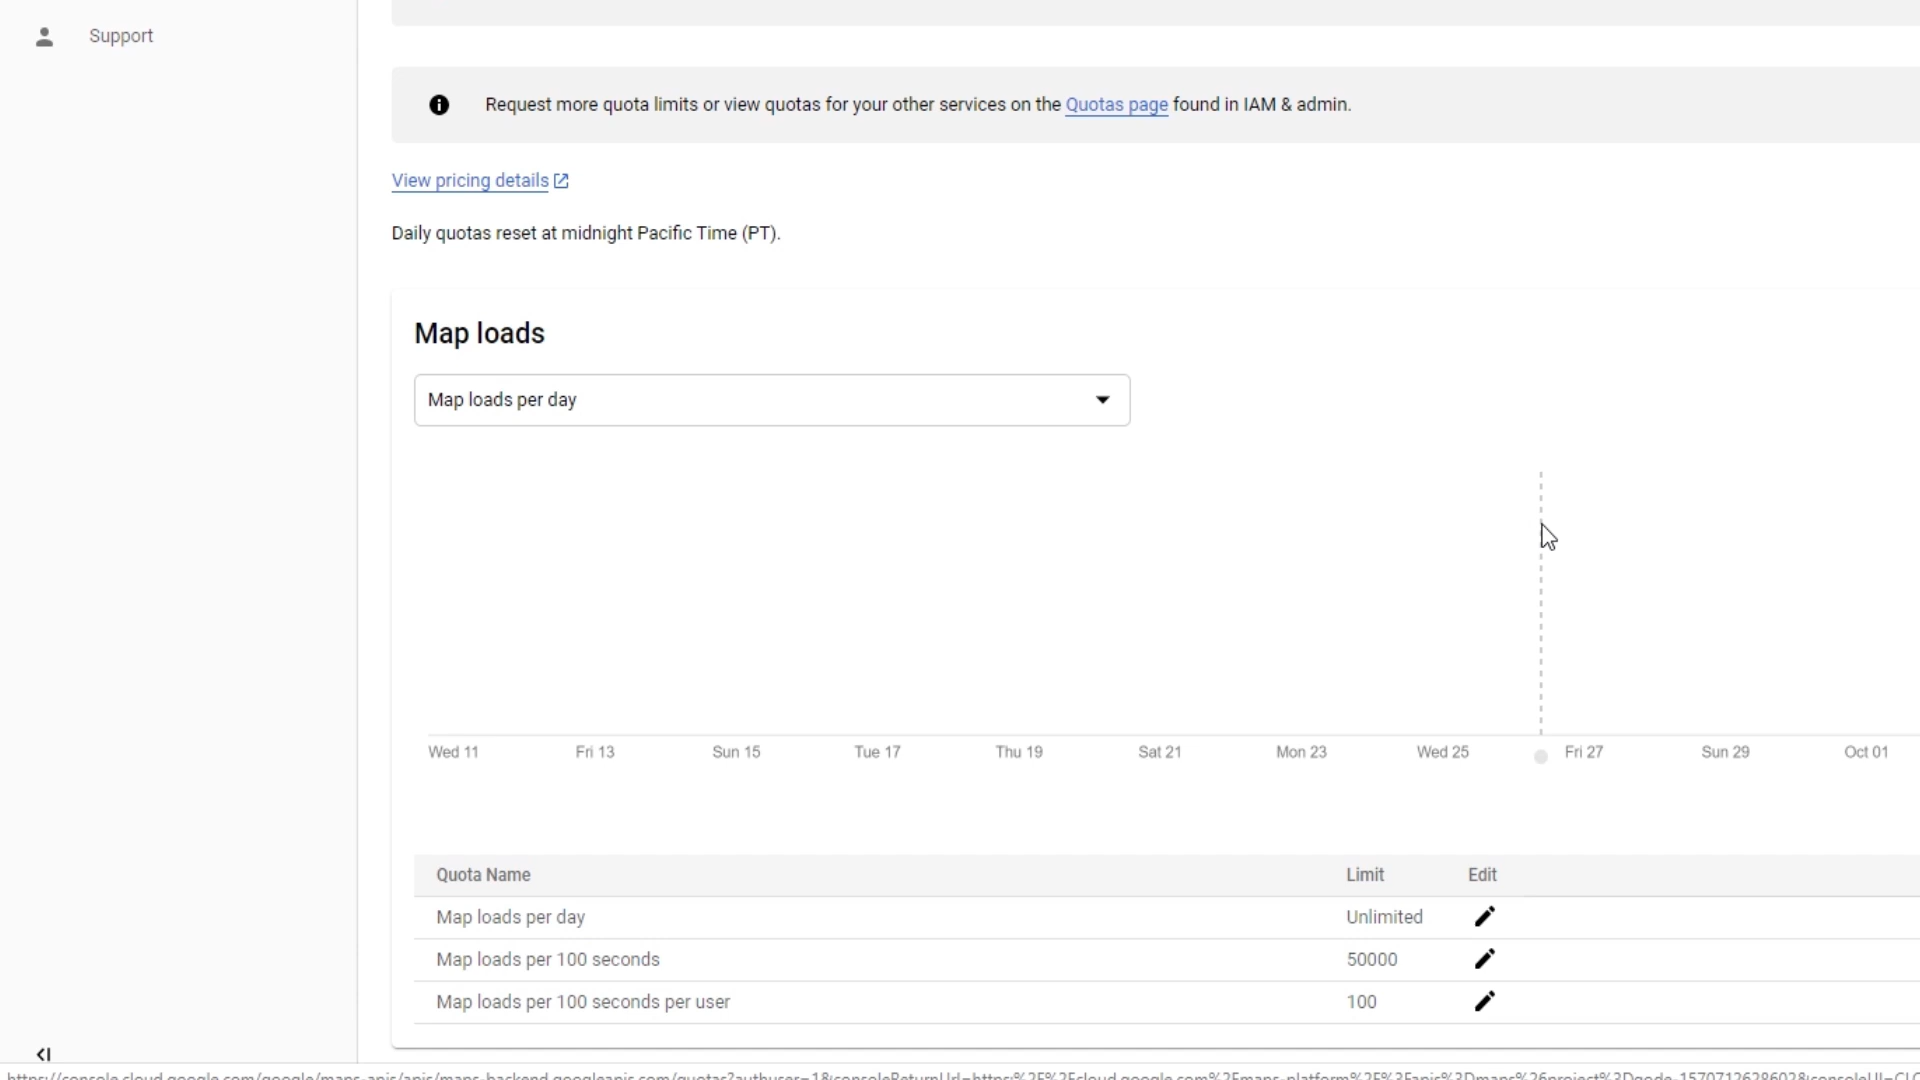 Support
Request more quota limits or view quotas for your other services on the Quotas page found in IAM & admin.
View pricing details
Daily quotas reset at midnight Pacific Time (PT).
Map loads
Map loads per day
Wed 11 Fri 13 Sun 15 Tue 17 Thu 19 Sat 21 Mon 23 Wed 25 Fri 27 Sun 29 Oct 01
Quota Name Limit Edit
Map loads per day Unlimited
Map loads per 100 seconds 50000
Map loads per 100 seconds per user 100